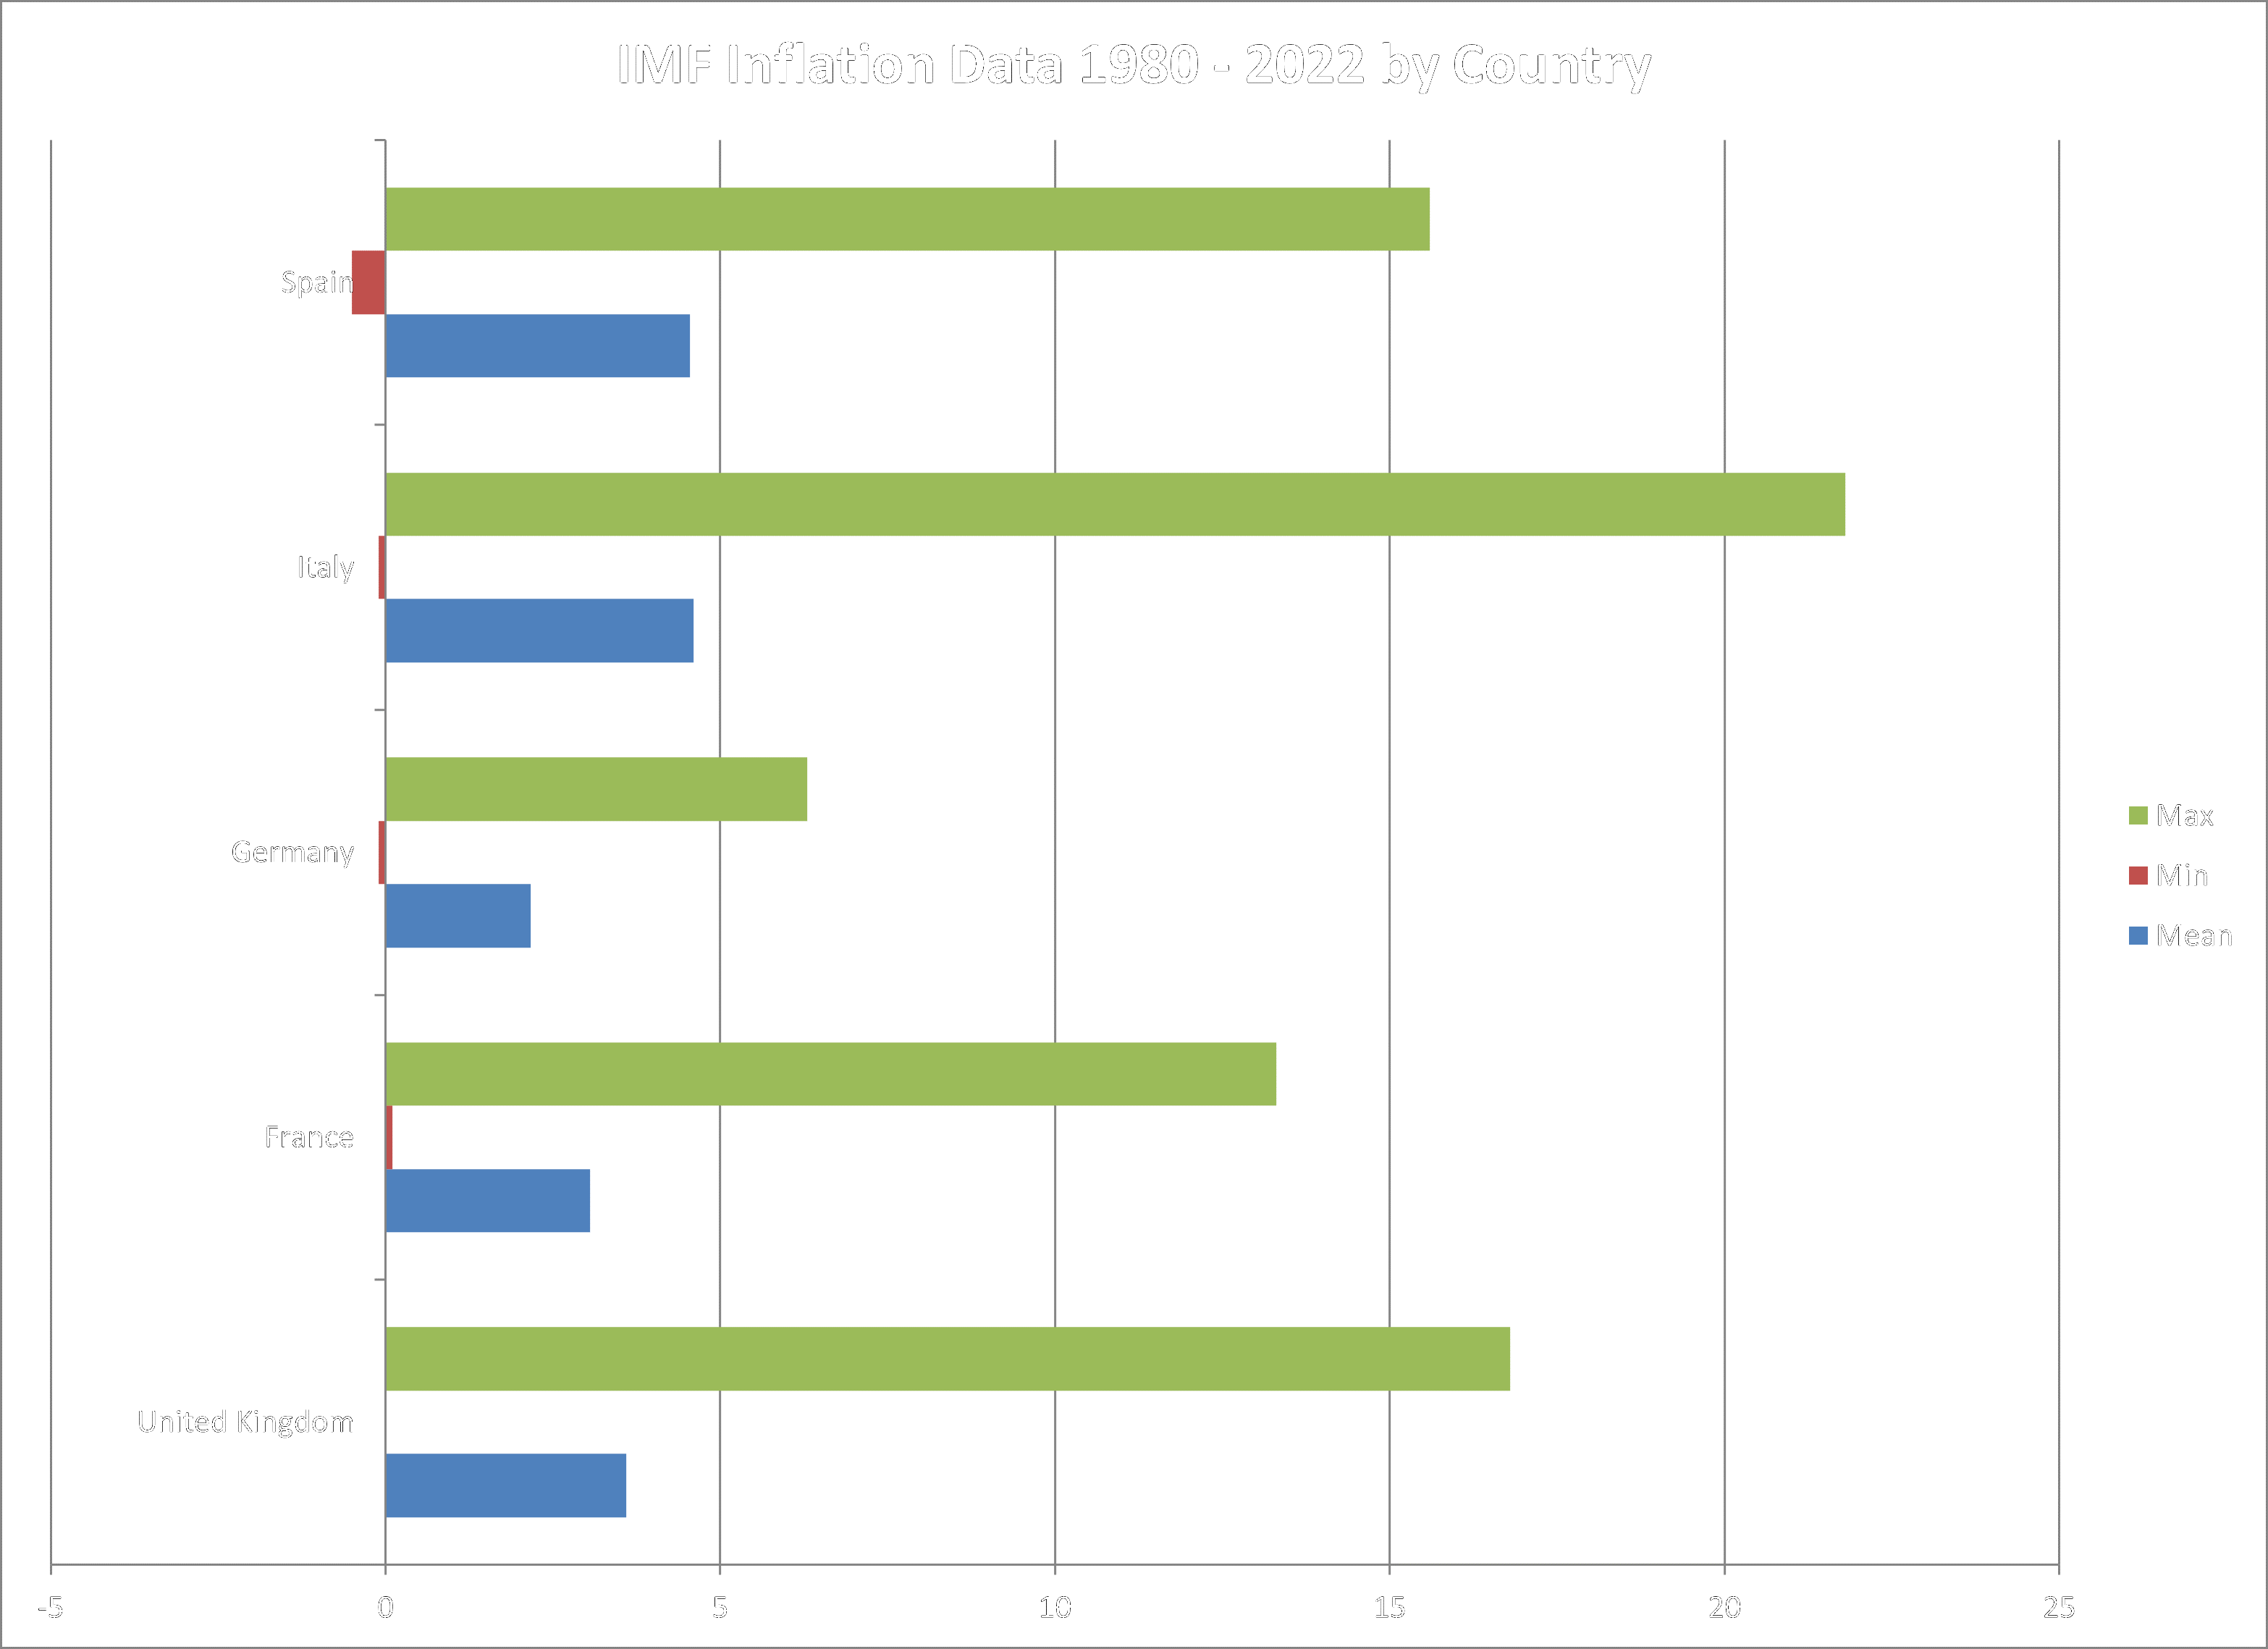 IMF Inflation Data 1980 - 2022 by Country
Spain
Italy
Germany
France
United Kingdom
Max
Min
Mean
-5 0 5 10 15 20 25